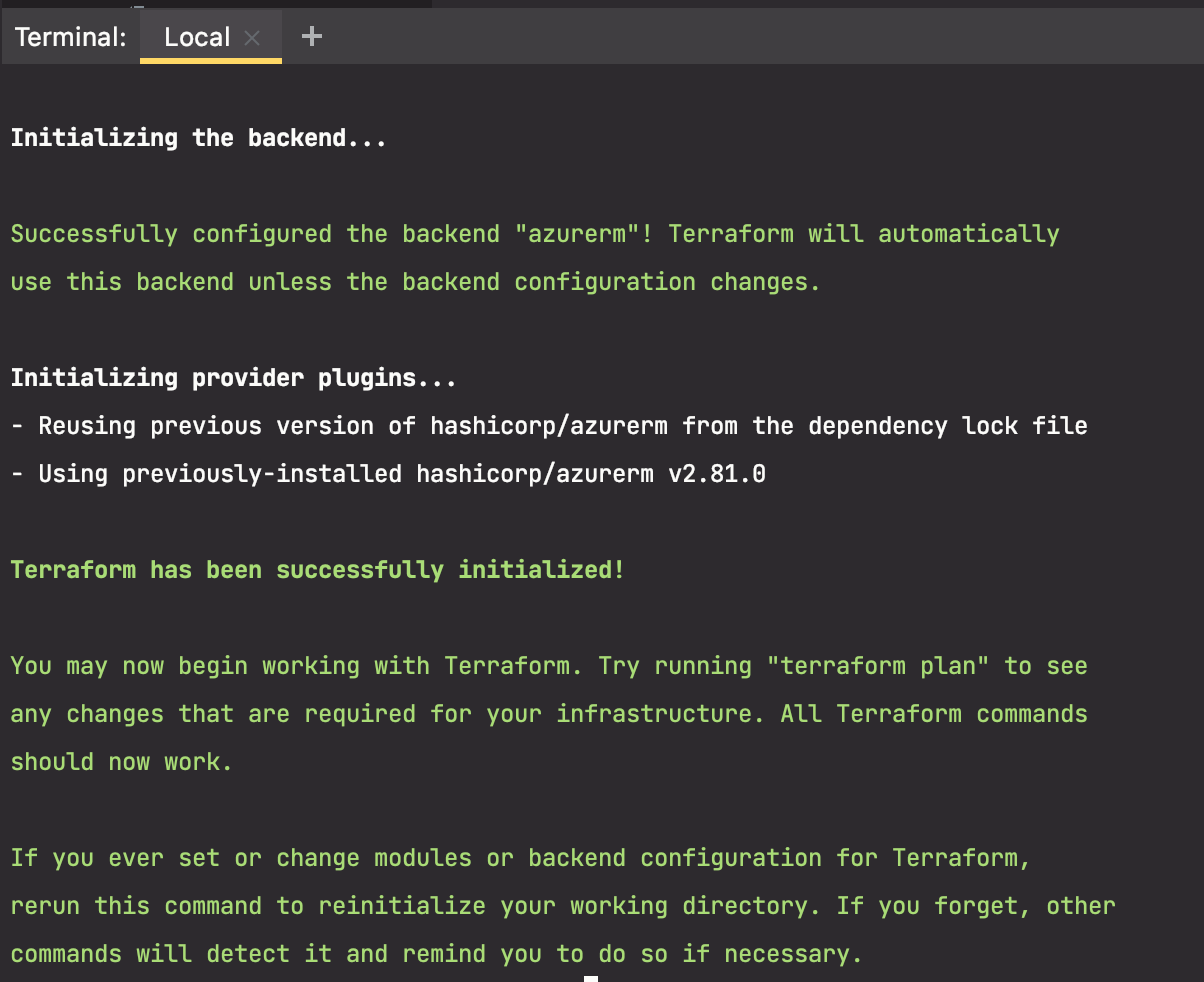 Terminal: Local × +
Initializing the backend...
Successfully configured the backend "azurerm"! Terraform will automatically
use this backend unless the backend configuration changes.
Initializing provider plugins...
- Reusing previous version of hashicorp/azurerm from the dependency lock file
- Using previously-installed hashicorp/azurerm v2.81.0
Terraform has been successfully initialized!
You may now begin working with Terraform. Try running "terraform plan" to see
any changes that are required for your infrastructure. All Terraform commands
should now work.
If you ever set or change modules or backend configuration for Terraform,
rerun this command to reinitialize your working directory. If you forget, other
commands will detect it and remind you to do so if necessary.